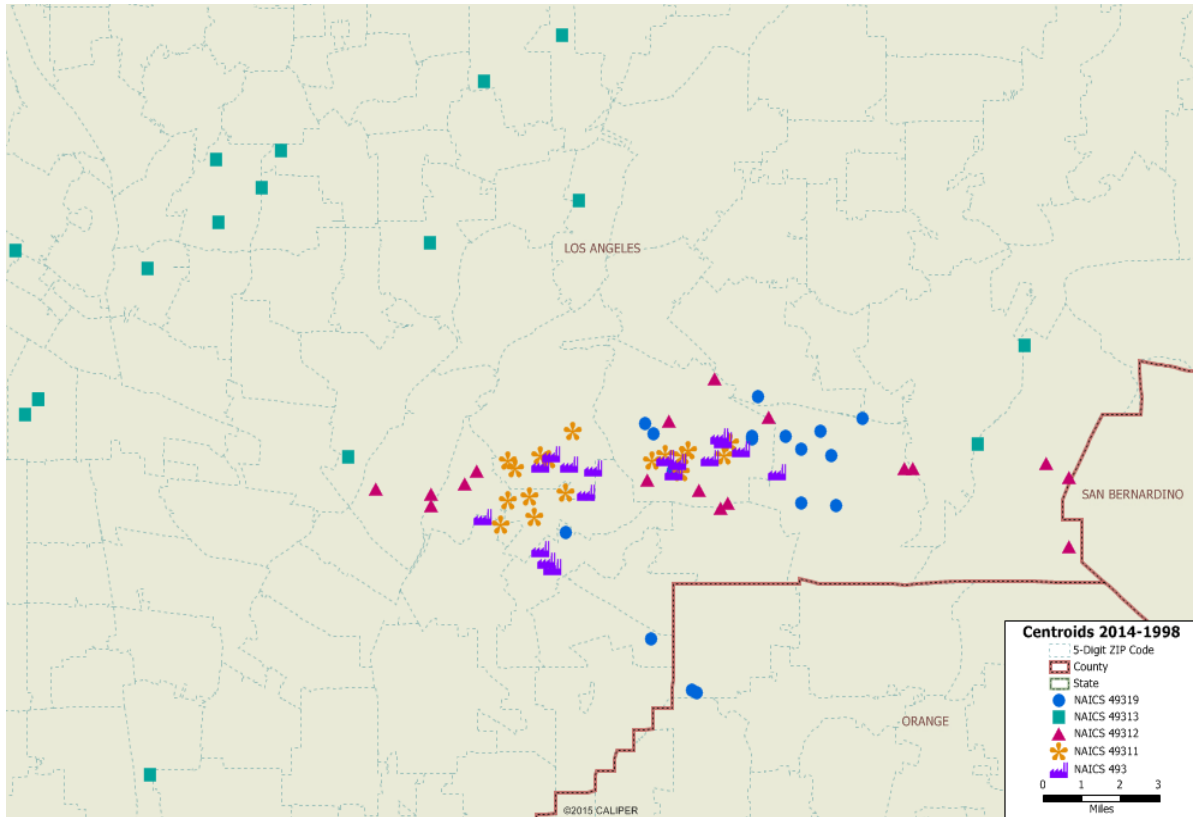 LOS ANGELES
SAN BERNARDINO
ORANGE
Centroids 2014-1998
5-Digit ZIP Code
County
State
NAICS 49319
NAICS 49313
NAICS 49312
NAICS 49311
NAICS 493
0 1 2 3
Miles
©2015 CALIPER